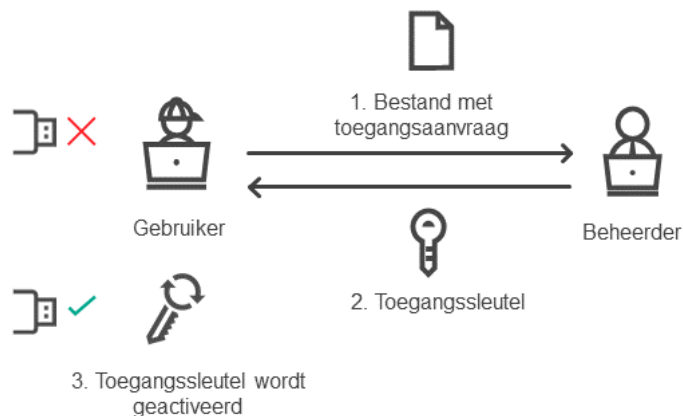 1. Bestand met
toegangsaanvraag
Gebruiker
Beheerder
2. Toegangssleutel
3. Toegangssleutel wordt
geactiveerd